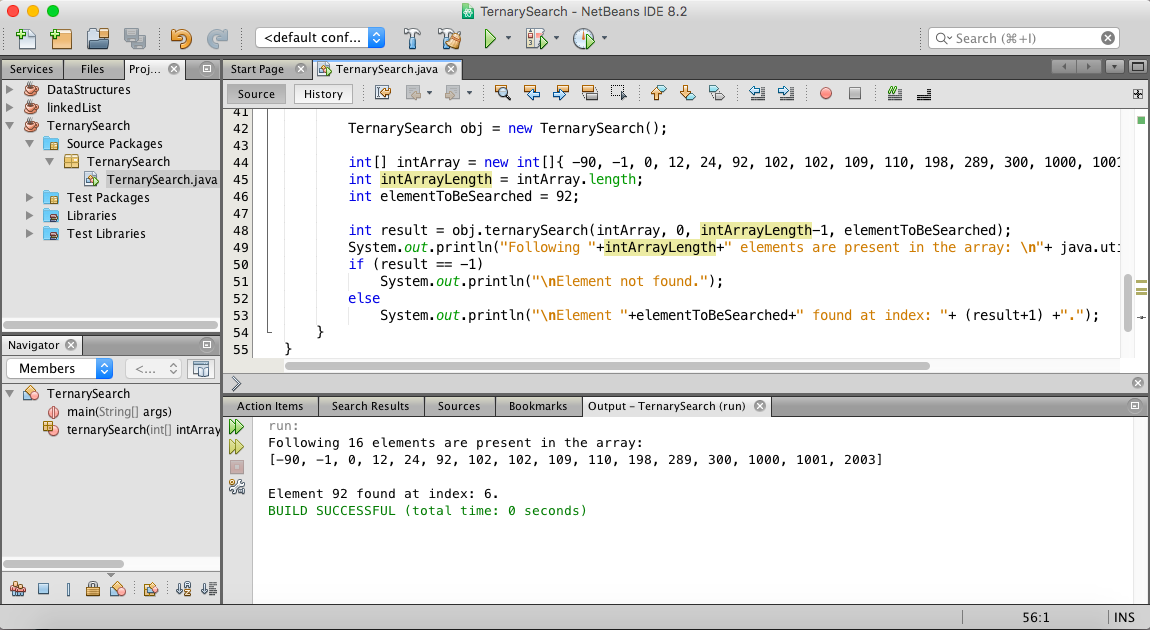 TernarySearch - NetBeans IDE 8.2
<default conf...
Search (⌘+I)
Services
Files
Proj...
Start Page
TernarySearch.java
Source
History
DataStructures
linkedList
TernarySearch
Source Packages
TernarySearch
TernarySearch.java
Test Packages
Libraries
Test Libraries
41
42 TernarySearch obj = new TernarySearch();
43
44 int[] intArray = new int[]{ -90, -1, 0, 12, 24, 92, 102, 102, 109, 110, 198, 289, 300, 1000, 1001
45 int intArrayLength = intArray.length;
46 int elementToBeSearched = 92;
47
48 int result = obj.ternarySearch(intArray, 0, intArrayLength-1, elementToBeSearched);
49 System.out.println("Following "+intArrayLength+" elements are present in the array: \n"+ java.uti
50 if (result == -1)
51 System.out.println("\nElement not found.");
52 else
53 System.out.println("\nElement "+elementToBeSearched+" found at index: "+ (result+1) +".");
54 }
55 }
Navigator
Members
<...
TernarySearch
main(String[] args)
ternarySearch(int[] intArray
Action Items
Search Results
Sources
Bookmarks
Output - TernarySearch (run)
run:
Following 16 elements are present in the array:
[-90, -1, 0, 12, 24, 92, 102, 102, 109, 110, 198, 289, 300, 1000, 1001, 2003]
Element 92 found at index: 6.
BUILD SUCCESSFUL (total time: 0 seconds)
56:1
INS